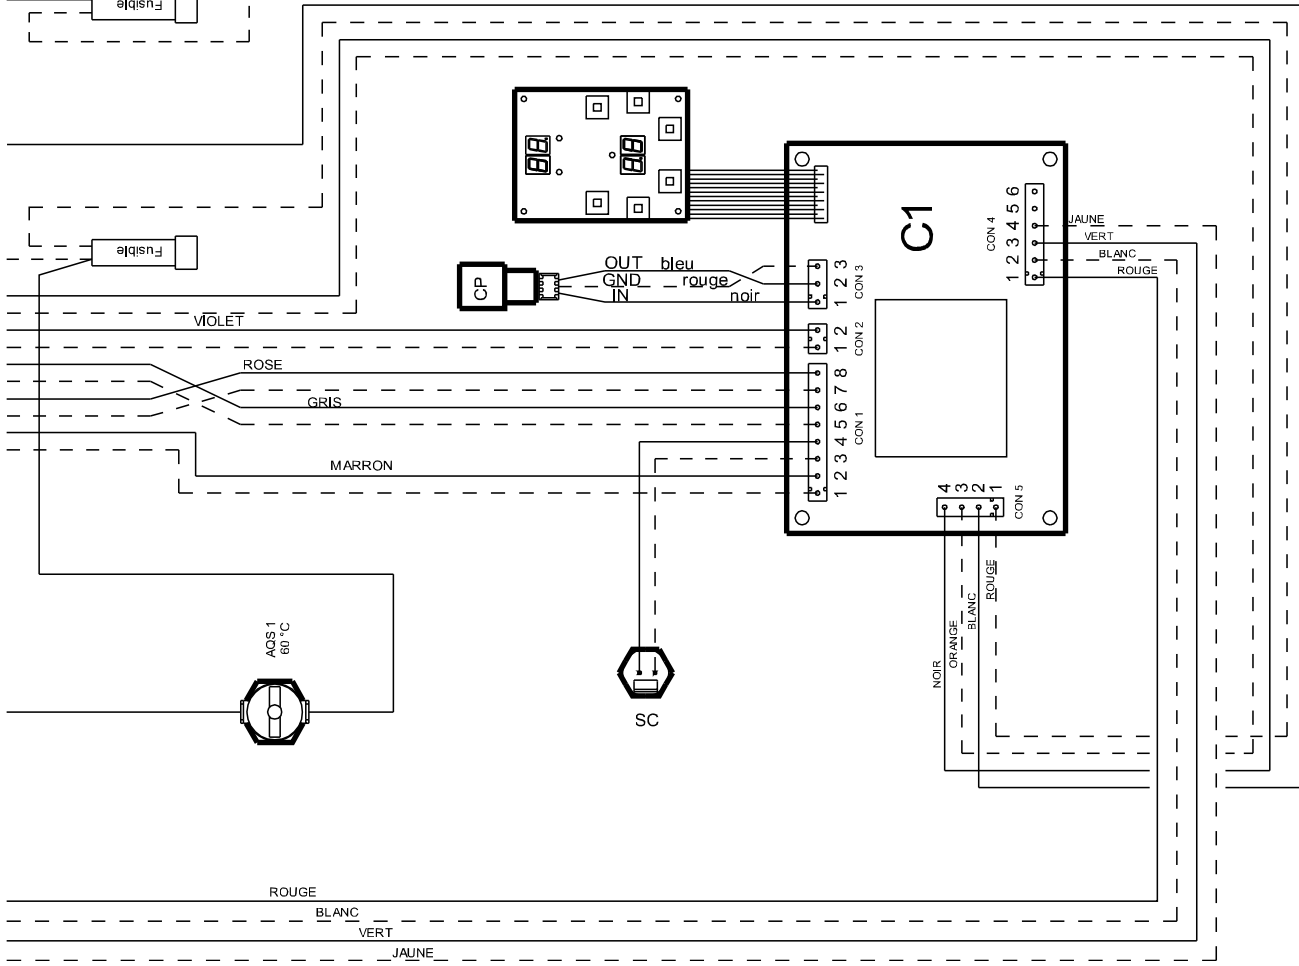 Fusible
Fusible
C1
6
5
4
3
2
1
CON 4
JAUNE
VERT
BLANC
ROUGE
CP
OUT bleu
GND rouge
IN noir
3
2
1
CON 3
VIOLET
2
1
CON 2
ROSE
GRIS
MARRON
8
7
6
5
4
3
2
1
CON 1
4
3
2
1
CON 5
NOIR
ORANGE
BLANC
ROUGE
AQS 1
60 °C
SC
ROUGE
BLANC
VERT
JAUNE